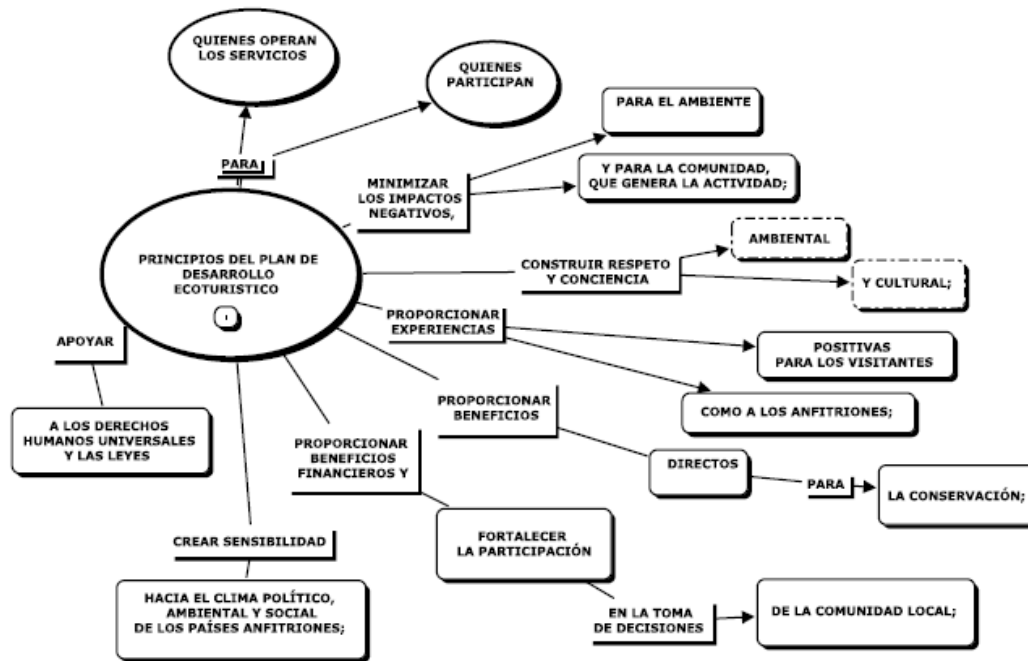 QUIENES OPERAN
LOS SERVICIOS
QUIENES
PARTICIPAN
PARA
PARA EL AMBIENTE
MINIMIZAR
LOS IMPACTOS
NEGATIVOS,
Y PARA LA COMUNIDAD,
QUE GENERA LA ACTIVIDAD;
PRINCIPIOS DEL PLAN DE
DESARROLLO
ECOTURISTICO
CONSTRUIR RESPETO
Y CONCIENCIA
AMBIENTAL
Y CULTURAL;
PROPORCIONAR
EXPERIENCIAS
POSITIVAS
PARA LOS VISITANTES
COMO A LOS ANFITRIONES;
APOYAR
A LOS DERECHOS
HUMANOS UNIVERSALES
Y LAS LEYES
PROPORCIONAR
BENEFICIOS
DIRECTOS
PARA
LA CONSERVACIÓN;
PROPORCIONAR
BENEFICIOS
FINANCIEROS Y
FORTALECER
LA PARTICIPACIÓN
EN LA TOMA
DE DECISIONES
DE LA COMUNIDAD LOCAL;
CREAR SENSIBILIDAD
HACIA EL CLIMA POLÍTICO,
AMBIENTAL Y SOCIAL
DE LOS PAÍSES ANFITRIONES;